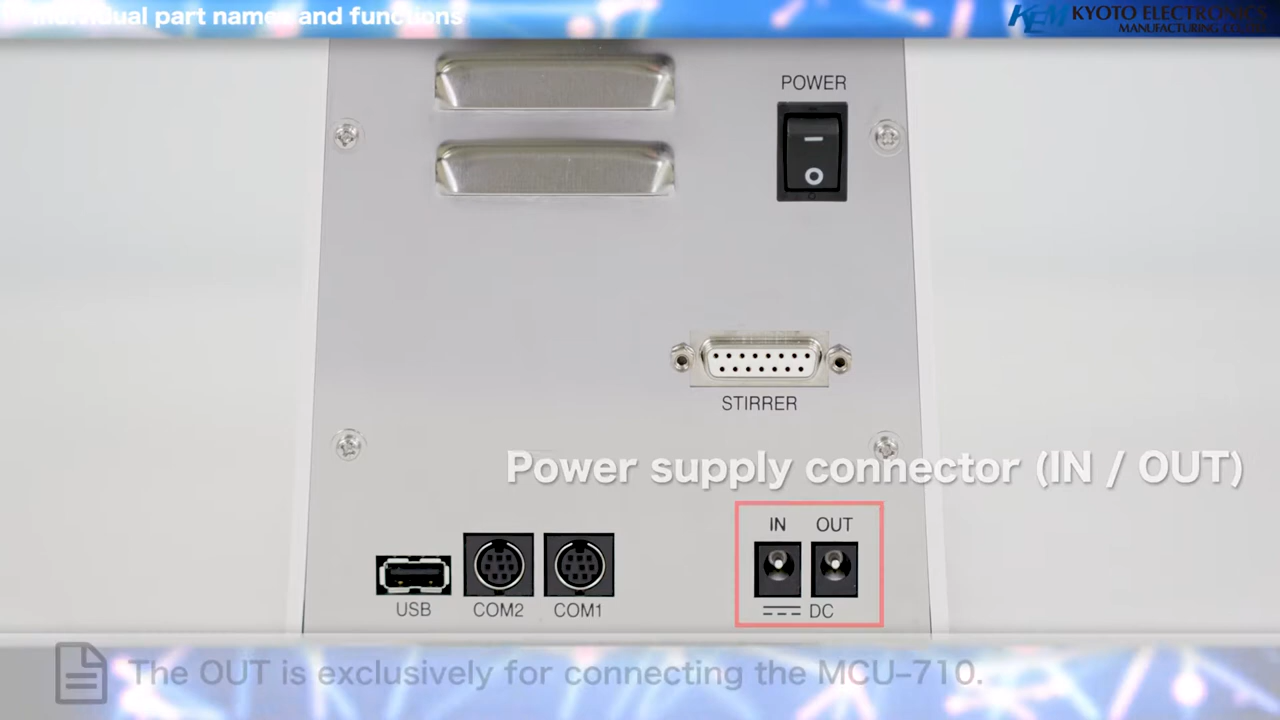 Individual part names and functions
KEM KYOTO ELECTRONICS
MANUFACTURING CO.,LTD.
POWER
STIRRER
Power supply connector (IN / OUT)
IN OUT
USB COM2 COM1 DC
The OUT is exclusively for connecting the MCU-710.